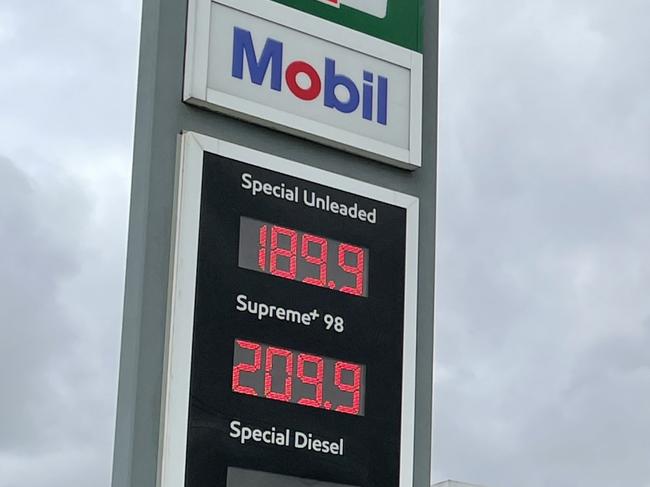 Mobil
Special Unleaded
189.9
Supreme+ 98
209.9
Special Diesel